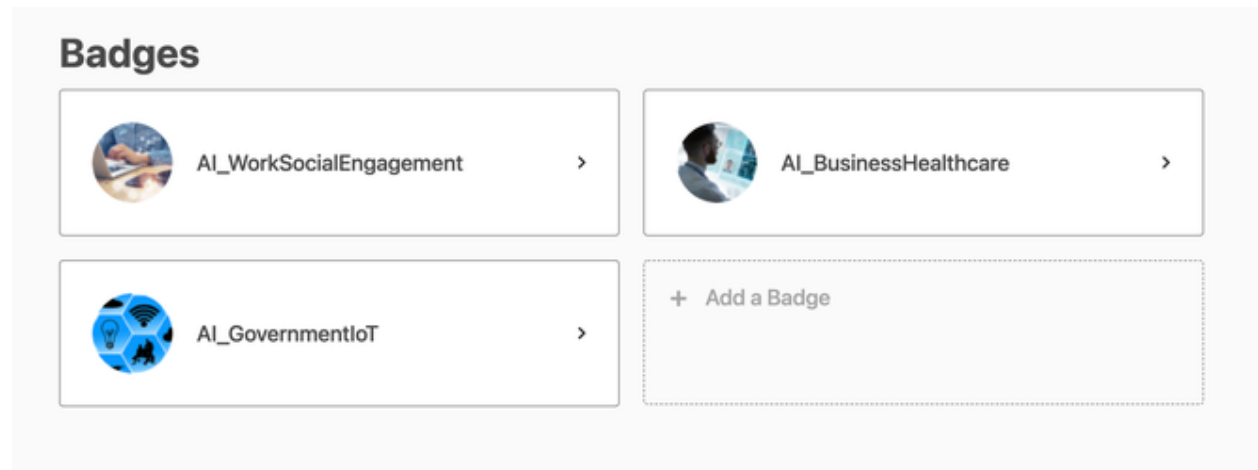 Badges
AI_WorkSocialEngagement
AI_BusinessHealthcare
AI_GovernmentIoT
+ Add a Badge